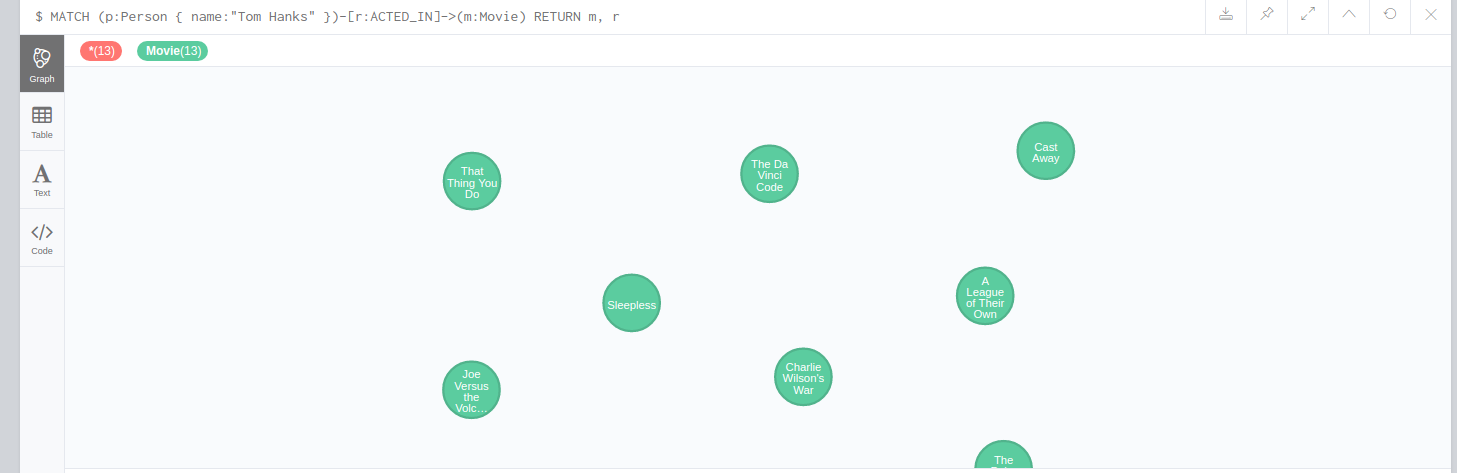 $ MATCH (p:Person { name:"Tom Hanks" })-[r:ACTED_IN]->(m:Movie) RETURN m, r
*(13) Movie(13)
Graph
Table
Text
Code
That
Thing You
Do
The Da
Vinci
Code
Cast
Away
Sleepless
A
League
of Their
Own
Joe
Versus
the
Volc...
Charlie
Wilson's
War
The